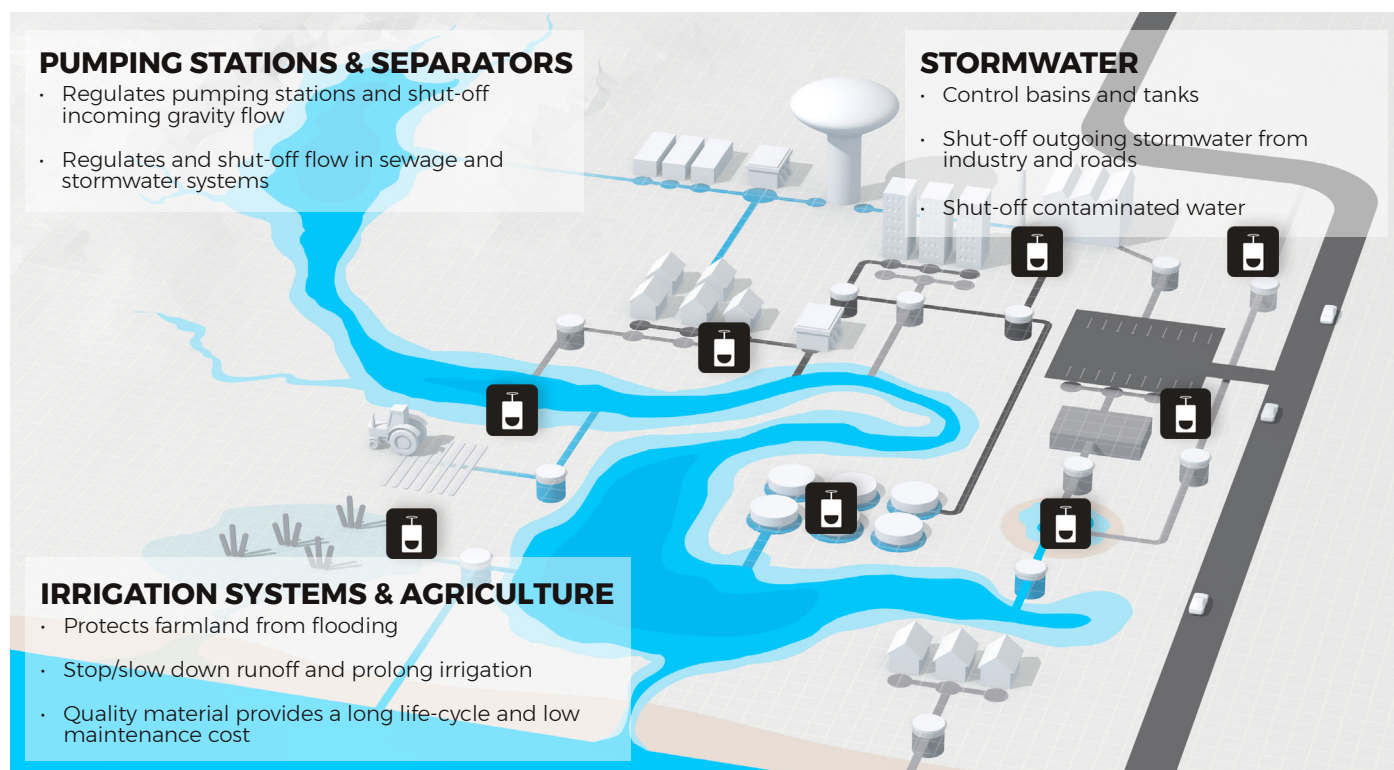 PUMPING STATIONS & SEPARATORS
· Regulates pumping stations and shut-off
incoming gravity flow
· Regulates and shut-off flow in sewage and
stormwater systems
STORMWATER
· Control basins and tanks
· Shut-off outgoing stormwater from
industry and roads
· Shut-off contaminated water
IRRIGATION SYSTEMS & AGRICULTURE
· Protects farmland from flooding
· Stop/slow down runoff and prolong irrigation
· Quality material provides a long life-cycle and low
maintenance cost